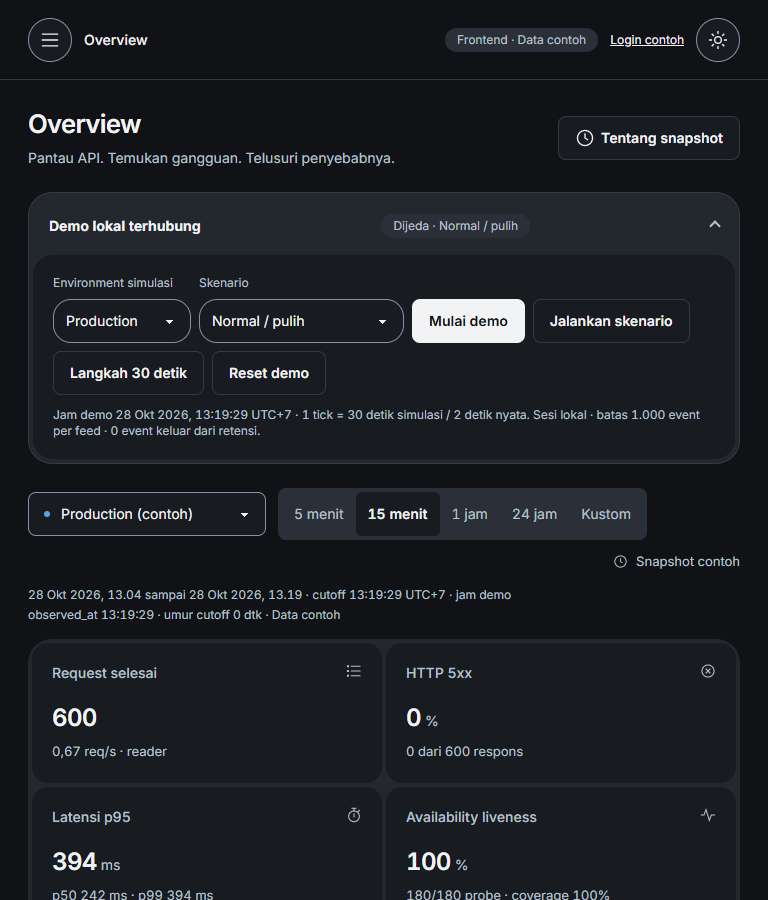 Overview
Frontend · Data contoh
Login contoh
Overview
Pantau API. Temukan gangguan. Telusuri penyebabnya.
Tentang snapshot
Demo lokal terhubung
Dijeda · Normal / pulih
Environment simulasi
Skenario
Production
Normal / pulih
Mulai demo
Jalankan skenario
Langkah 30 detik
Reset demo
Jam demo 28 Okt 2026, 13:19:29 UTC+7 · 1 tick = 30 detik simulasi / 2 detik nyata. Sesi lokal · batas 1.000 event
per feed · 0 event keluar dari retensi.
Production (contoh)
5 menit
15 menit
1 jam
24 jam
Kustom
Snapshot contoh
28 Okt 2026, 13.04 sampai 28 Okt 2026, 13.19 · cutoff 13:19:29 UTC+7 · jam demo
observed_at 13:19:29 · umur cutoff 0 dtk · Data contoh
Request selesai
600
0,67 req/s · reader
HTTP 5xx
0 %
0 dari 600 respons
Latensi p95
394 ms
p50 242 ms · p99 394 ms
Availability liveness
100 %
180/180 probe · coverage 100%